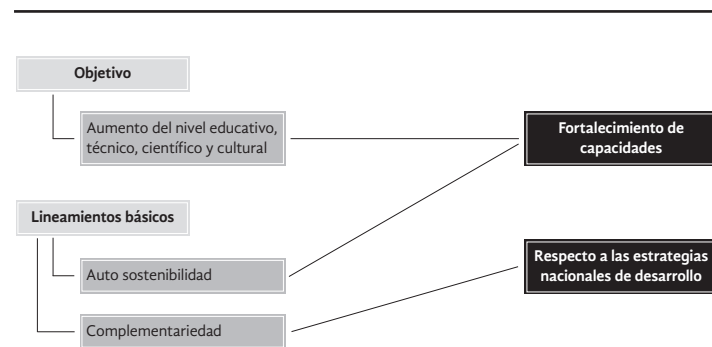 Objetivo
Aumento del nivel educativo,
técnico, científico y cultural
Fortalecimiento de
capacidades
Lineamientos básicos
Auto sostenibilidad
Respecto a las estrategias
nacionales de desarrollo
Complementariedad